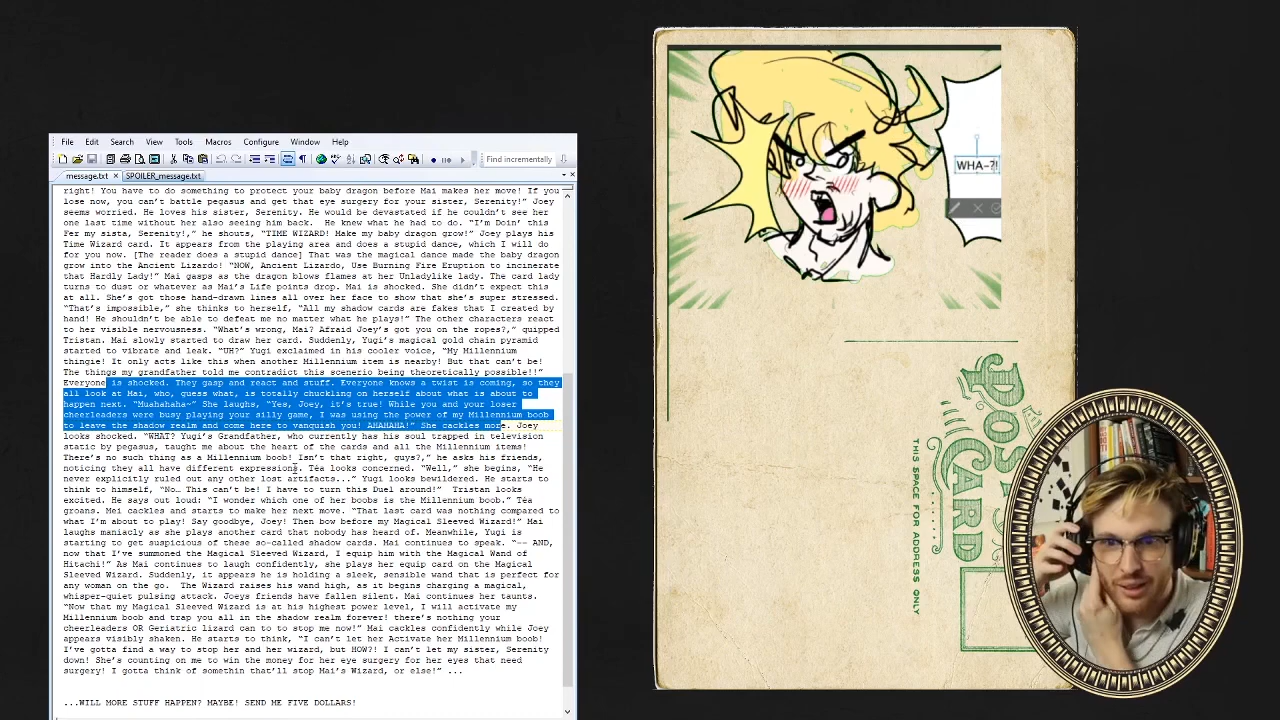 File Edit Search View Tools Macros Configure Window Help
Find incrementally
message.txt
SPOILER_message.txt
right! You have to do something to protect your baby dragon before Mai makes her move! If you
lose now, you can't battle pegasus and get that eye surgery for your sister, Serenity!" Joey
seems worried. He loves his sister, Serenity. He would be devastated if he couldn't see her
one last time without her also seeing him back.  He knew what he had to do. "I'm Doin' this
Fer my sista, Serenity!," he shouts, "TIME WIZARD! Make my baby dragon grow!" Joey plays his
Time Wizard card. It appears from the playing area and does a stupid dance, which I will do
for you now. [The reader does a stupid dance] That was the magical dance made the baby dragon
grow into the Ancient Lizardo! "NOW, Ancient Lizardo, Use Burning Fire Eruption to incinerate
that Hardly Lady!" Mai gasps as the dragon blows flames at her Unladylike lady. The card lady
turns to dust or whatever as Mai's Life points drop. Mai is shocked. She didn't expect this
at all. She's got those hand-drawn lines all over her face to show that she's super stressed.
"That's impossible," she thinks to herself, "All my shadow cards are fakes that I created by
hand! He shouldn't be able to defeat me no matter what he plays!" The other characters react
to her visible nervousness. "What's wrong, Mai? Afraid Joey's got you on the ropes?," quipped
Tristan. Mai slowly started to draw her card. Suddenly, Yugi's magical gold chain pyramid
started to vibrate and leak. "UH?" Yugi exclaimed in his cooler voice, "My Millennium
thingie! It only acts like this when another Millennium item is nearby! But that can't be!
The things my grandfather told me contradict this scenerio being theoretically possible!!"
Everyone is shocked. They gasp and react and stuff. Everyone knows a twist is coming, so they
all look at Mai, who, guess what, is totally chuckling on herself about what is about to
happen next. "Muahahaha~" She laughs, "Yes, Joey, it's true! While you and your loser
cheerleaders were busy playing your silly game, I was using the power of my Millennium boob
to leave the shadow realm and come here to vanquish you! AHAHAHA!" She cackles more. Joey
looks shocked. "WHAT? Yugi's Grandfather, who currently has his soul trapped in television
static by pegasus, taught me about the heart of the cards and all the Millennium items!
There's no such thing as a Millennium boob! Isn't that right, guys?," he asks his friends,
noticing they all have different expressions. Téa looks concerned. "Well," she begins, "He
never explicitly ruled out any other lost artifacts..." Yugi looks bewildered. He starts to
think to himself, "No… This can't be! I have to turn this Duel around!"  Tristan looks
excited. He says out loud: "I wonder which one of her boobs is the Millennium boob." Téa
groans. Mei cackles and starts to make her next move. "That last card was nothing compared to
what I'm about to play! Say goodbye, Joey! Then bow before my Magical Sleeved Wizard!" Mai
laughs maniacly as she plays another card that nobody has heard of. Meanwhile, Yugi is
starting to get suspicious of these so-called shadow cards. Mai continues to speak. "-- AND,
now that I've summoned the Magical Sleeved Wizard, I equip him with the Magical Wand of
Hitachi!" As Mai continues to laugh confidently, she plays her equip card on the Magical
Sleeved Wizard. Suddenly, it appears he is holding a sleek, sensible wand that is perfect for
any woman on the go.  The Wizard raises his wand high, as it begins charging a magical,
whisper-quiet pulsing attack. Joeys friends have fallen silent. Mai continues her taunts.
"Now that my Magical Sleeved Wizard is at his highest power level, I will activate my
Millennium boob and trap you all in the shadow realm forever! there's nothing your
cheerleaders OR Geriatric lizard can to to stop me now!" Mai cackles confidently while Joey
appears visibly shaken. He starts to think, "I can't let her Activate her Millennium boob!
I've gotta find a way to stop her and her wizard, but HOW?! I can't let my sister, Serenity
down! She's counting on me to win the money for her eye surgery for her eyes that need
surgery! I gotta think of somethin that'll stop Mai's Wizard, or else!" ...
...WILL MORE STUFF HAPPEN? MAYBE! SEND ME FIVE DOLLARS!
WHA-?!
POS
CARD
THIS SPACE FOR ADDRESS ONLY